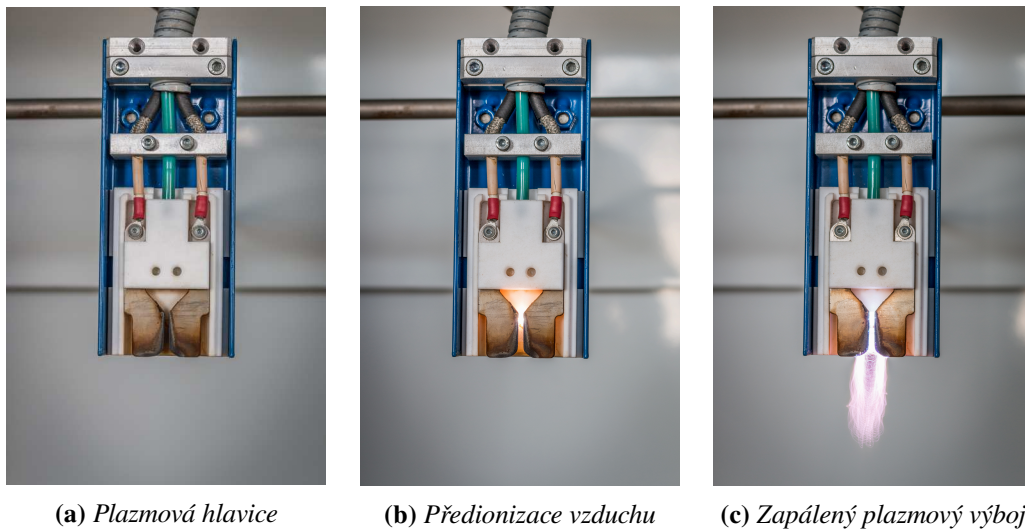 (a) Plazmová hlavice
(b) Předionizace vzduchu
(c) Zapálený plazmový výboj